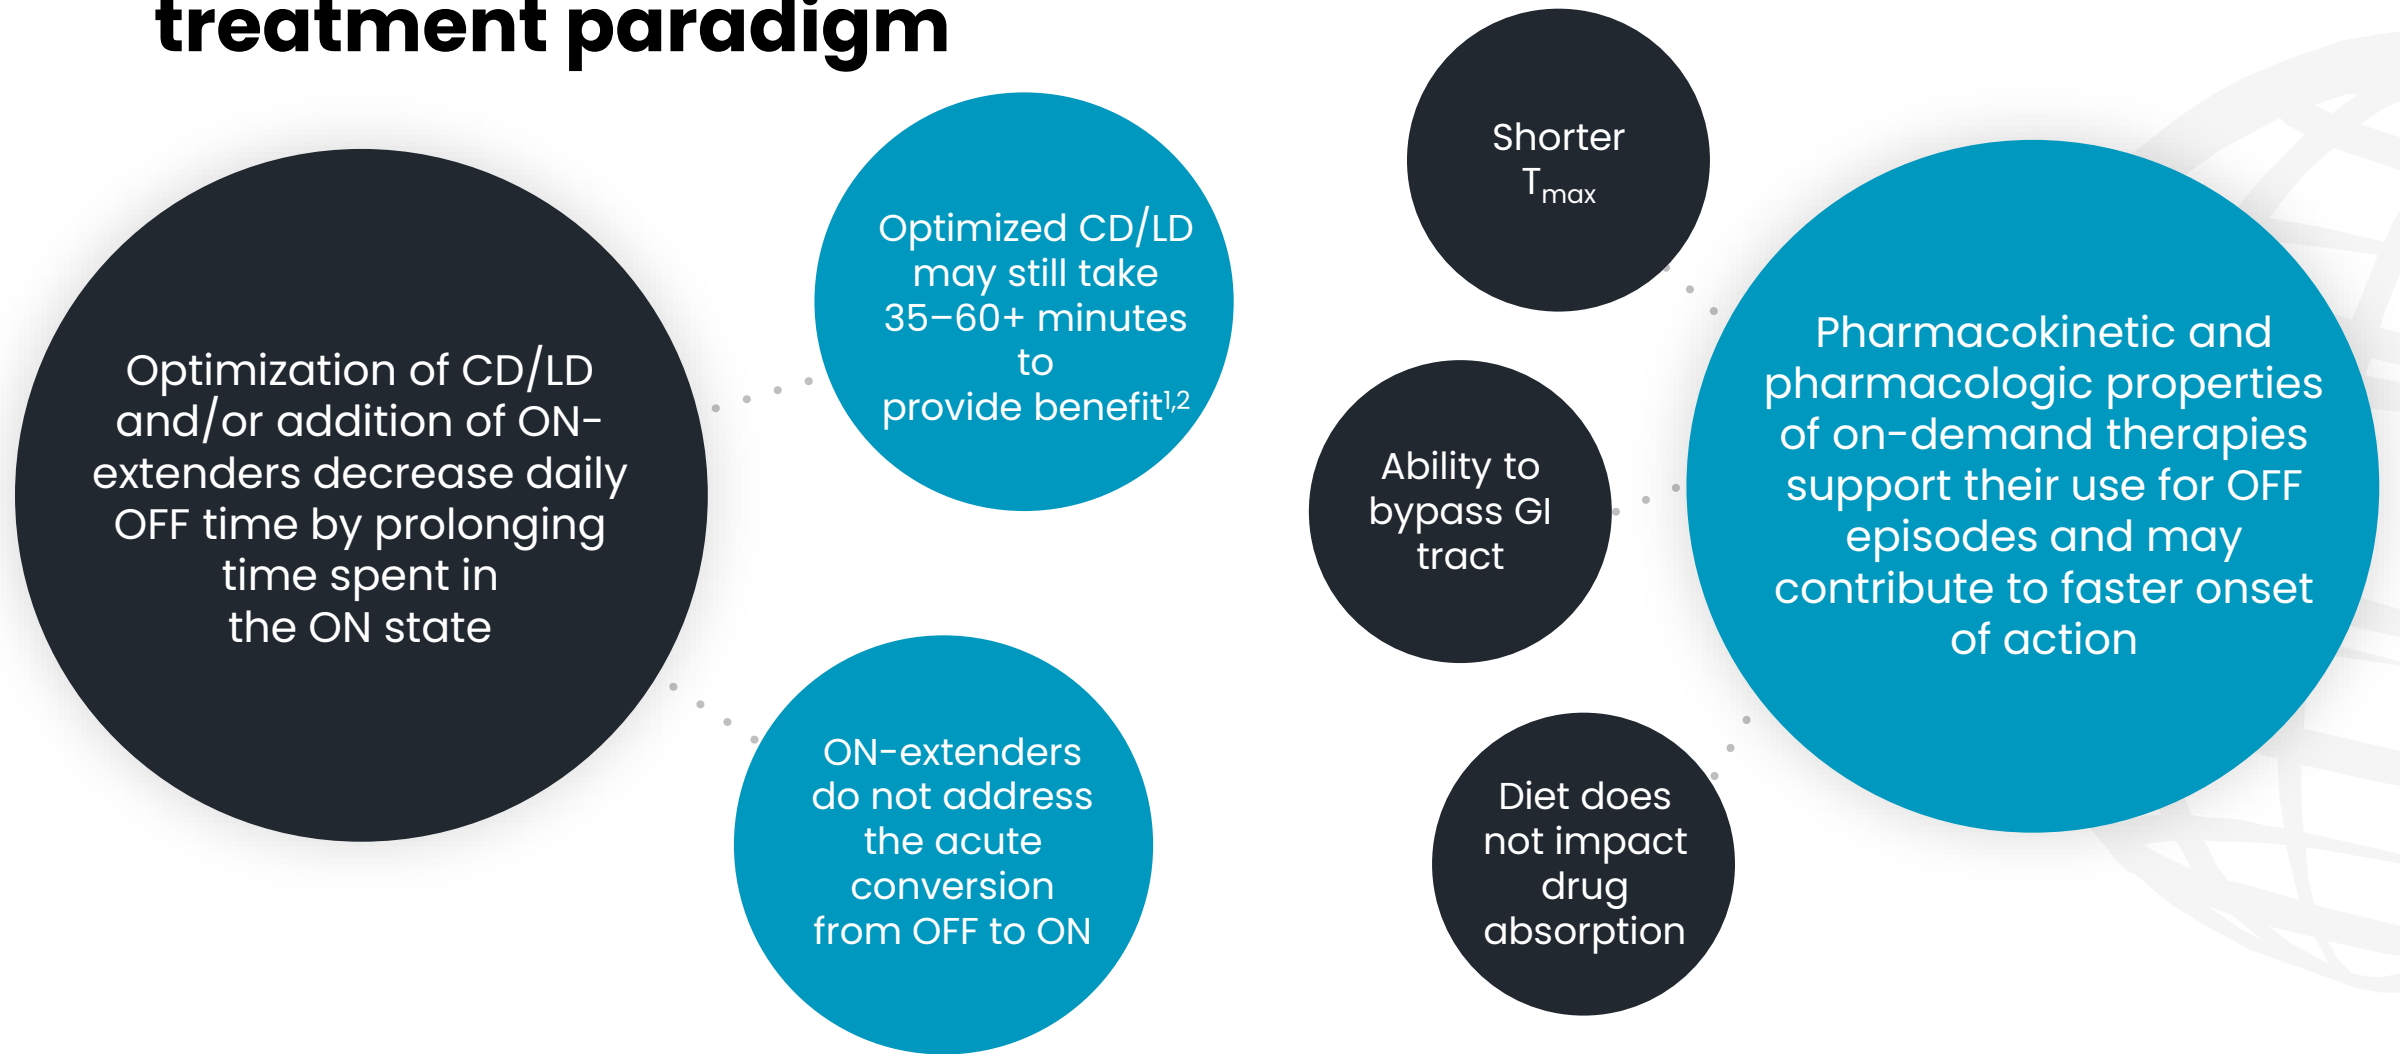 treatment paradigm
Optimization of CD/LD
and/or addition of ON-
extenders decrease daily
OFF time by prolonging
time spent in
the ON state
Optimized CD/LD
may still take
35–60+ minutes
to
provide benefit1,2
ON-extenders
do not address
the acute
conversion
from OFF to ON
Shorter
Tmax
Ability to
bypass GI
tract
Diet does
not impact
drug
absorption
Pharmacokinetic and
pharmacologic properties
of on-demand therapies
support their use for OFF
episodes and may
contribute to faster onset
of action